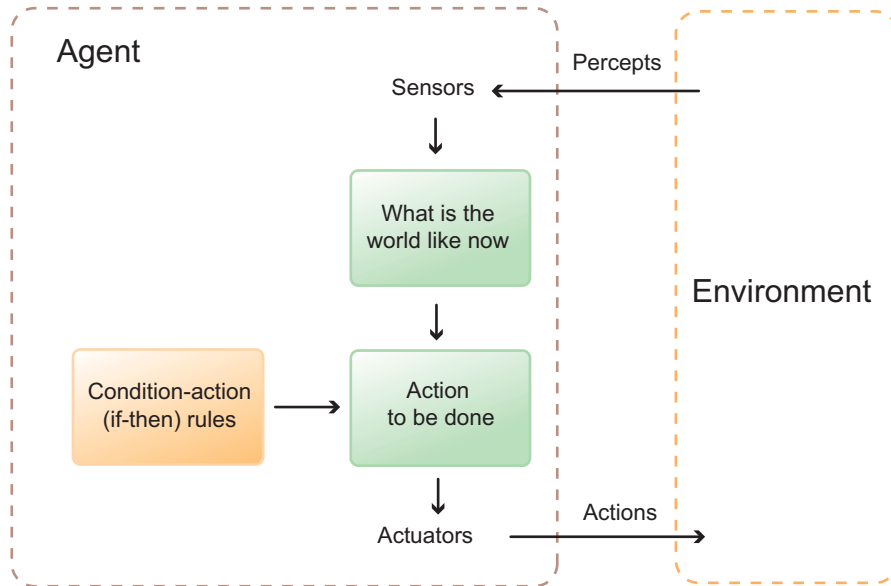 Agent
Percepts
Sensors
What is the
world like now
Environment
Condition-action
(if-then) rules
Action
to be done
Actuators
Actions